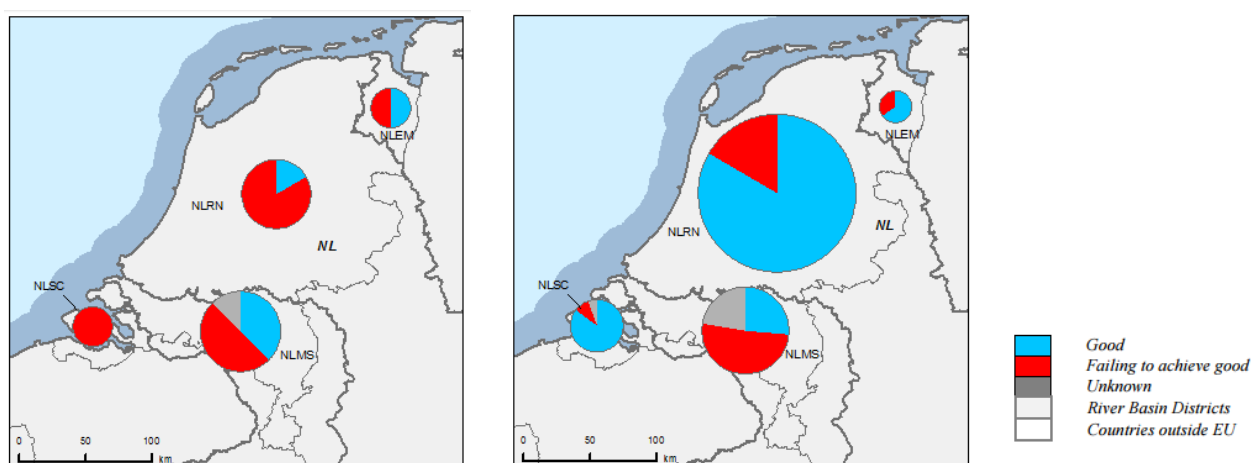 NLEM
NLRN
NL
NLSC
NLMS
0 50 100
km
NLEM
NLRN
NL
NLSC
NLMS
0 50 100
km
Good
Failing to achieve good
Unknown
River Basin Districts
Countries outside EU